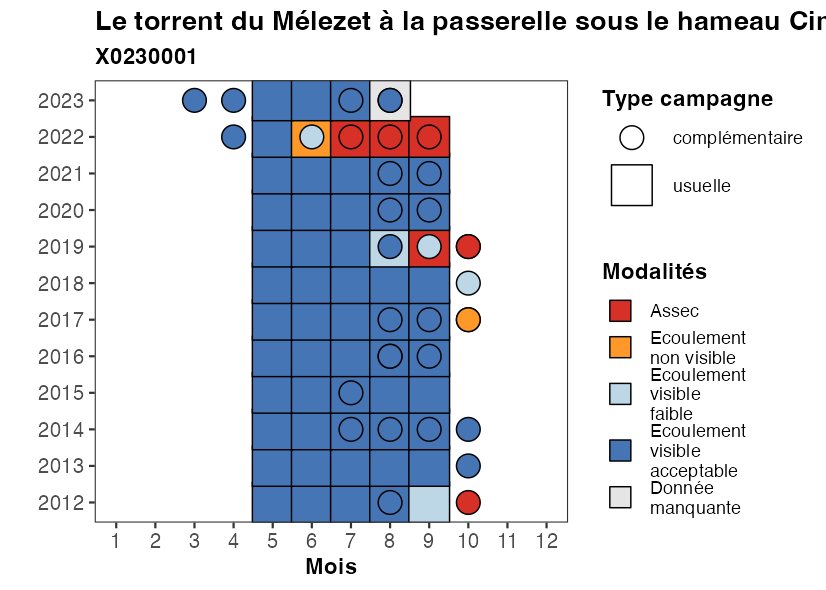 Le torrent du Mélezet à la passerelle sous le hameau Cir
X0230001
2023
2022
2021
2020
2019
2018
2017
2016
2015
2014
2013
2012
1 2 3 4 5 6 7 8 9 10 11 12
Mois
Type campagne
complémentaire
usuelle
Modalités
Assec
Ecoulement
non visible
Ecoulement
visible
faible
Ecoulement
visible
acceptable
Donnée
manquante